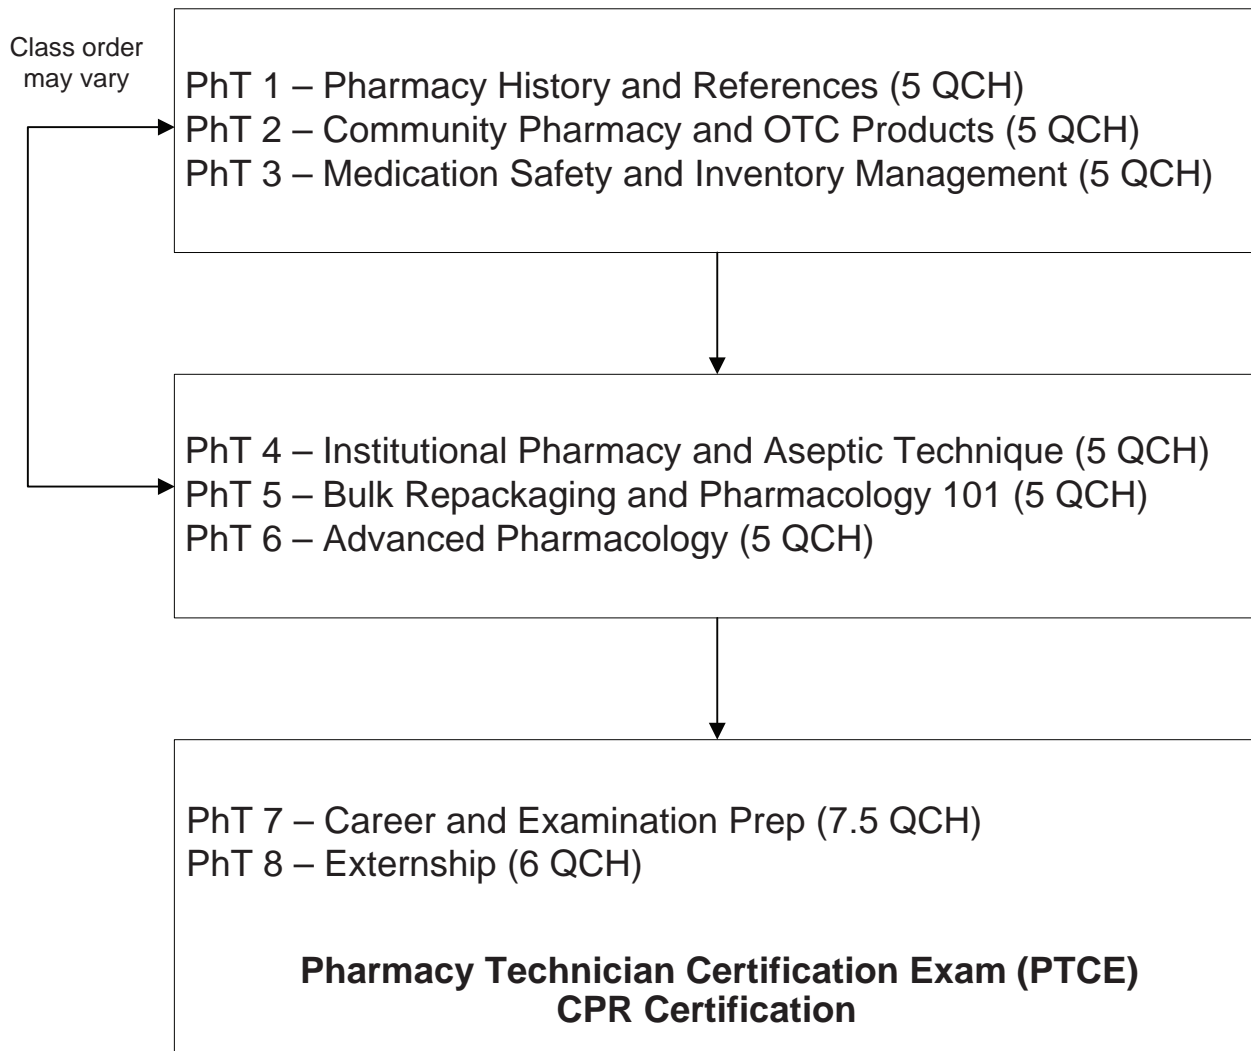 Class order
may vary
PhT 1 – Pharmacy History and References (5 QCH)
PhT 2 – Community Pharmacy and OTC Products (5 QCH)
PhT 3 – Medication Safety and Inventory Management (5 QCH)
PhT 4 – Institutional Pharmacy and Aseptic Technique (5 QCH)
PhT 5 – Bulk Repackaging and Pharmacology 101 (5 QCH)
PhT 6 – Advanced Pharmacology (5 QCH)
PhT 7 – Career and Examination Prep (7.5 QCH)
PhT 8 – Externship (6 QCH)
Pharmacy Technician Certification Exam (PTCE)
CPR Certification